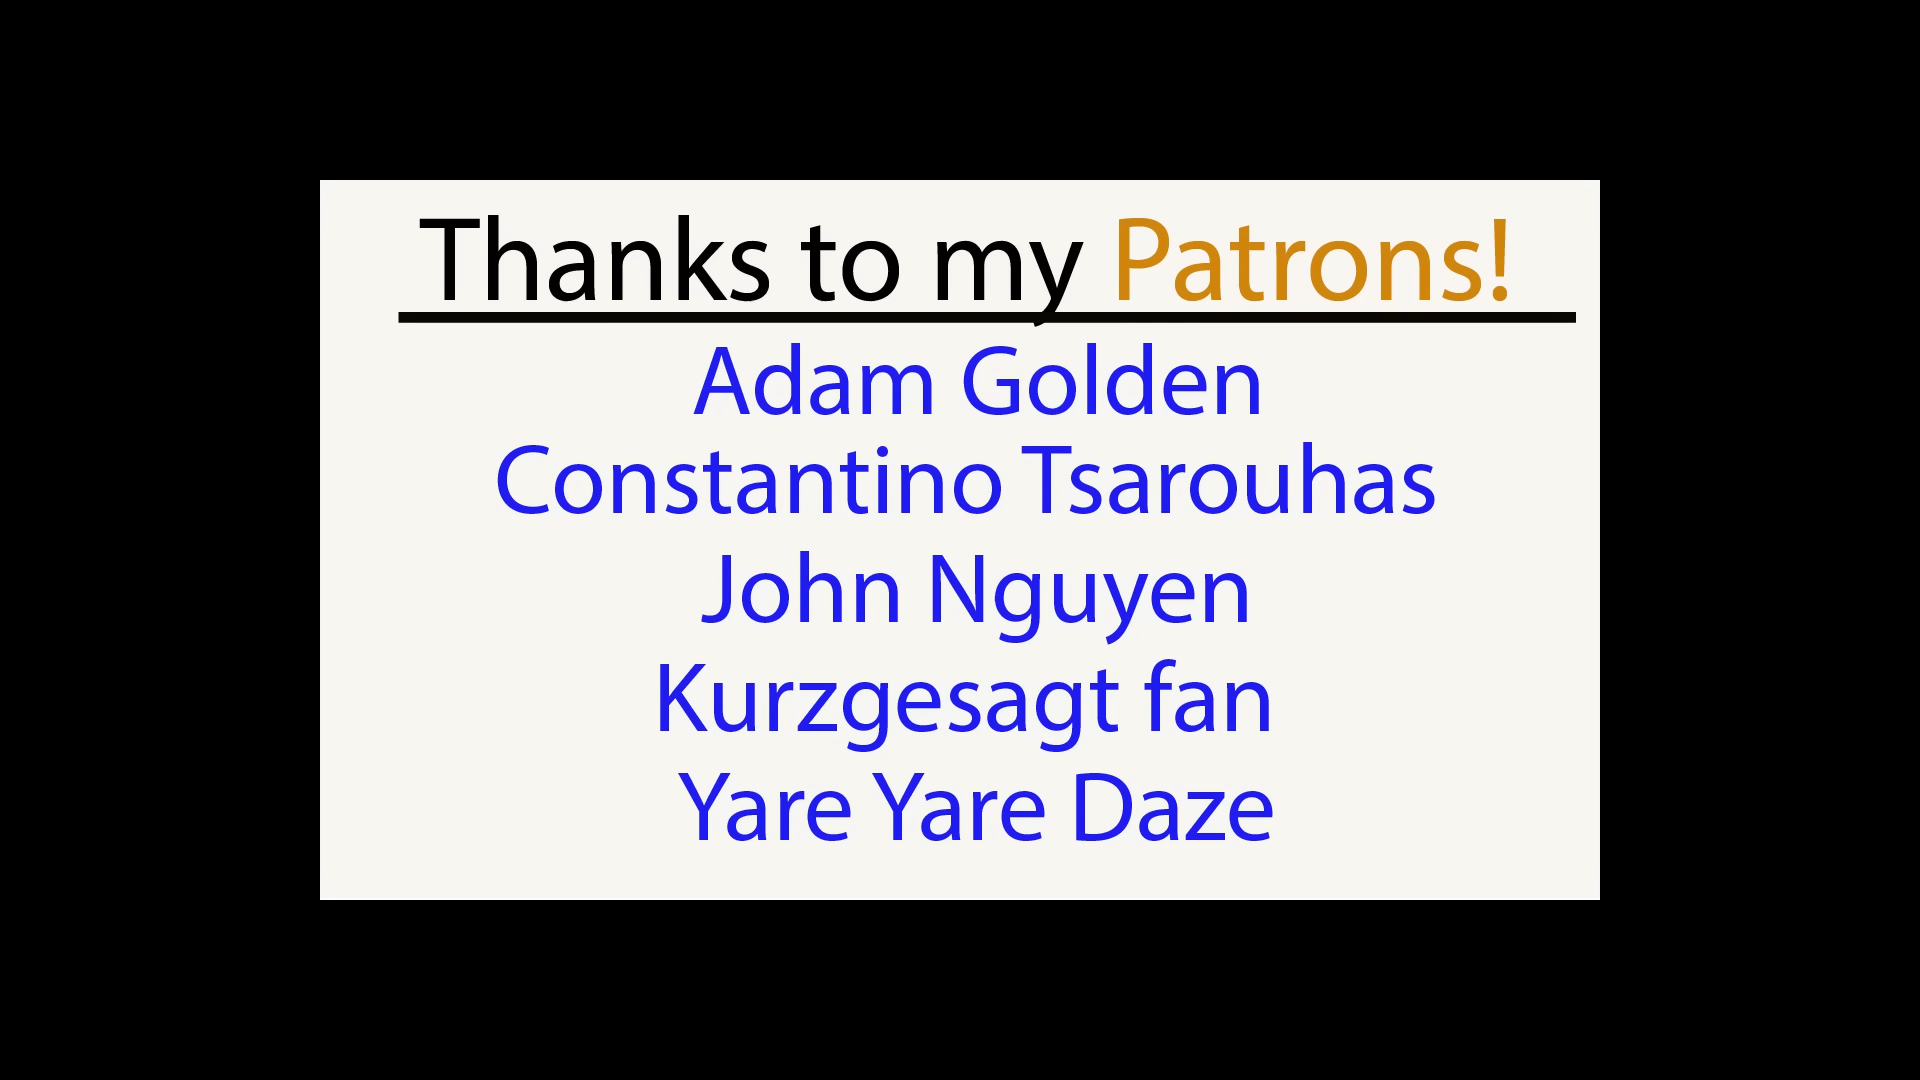 Thanks to my Patrons!
Adam Golden
Constantino Tsarouhas
John Nguyen
Kurzgesagt fan
Yare Yare Daze